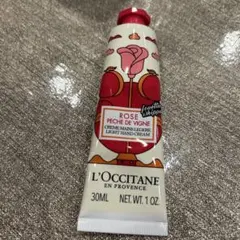 ROSE
PÊCHE DE VIGNE
CRÈME MAINS LÉGÈRE
LIGHT HAND CREAM
L'OCCITANE
EN PROVENCE
30ML NET. WT. 1 OZ.